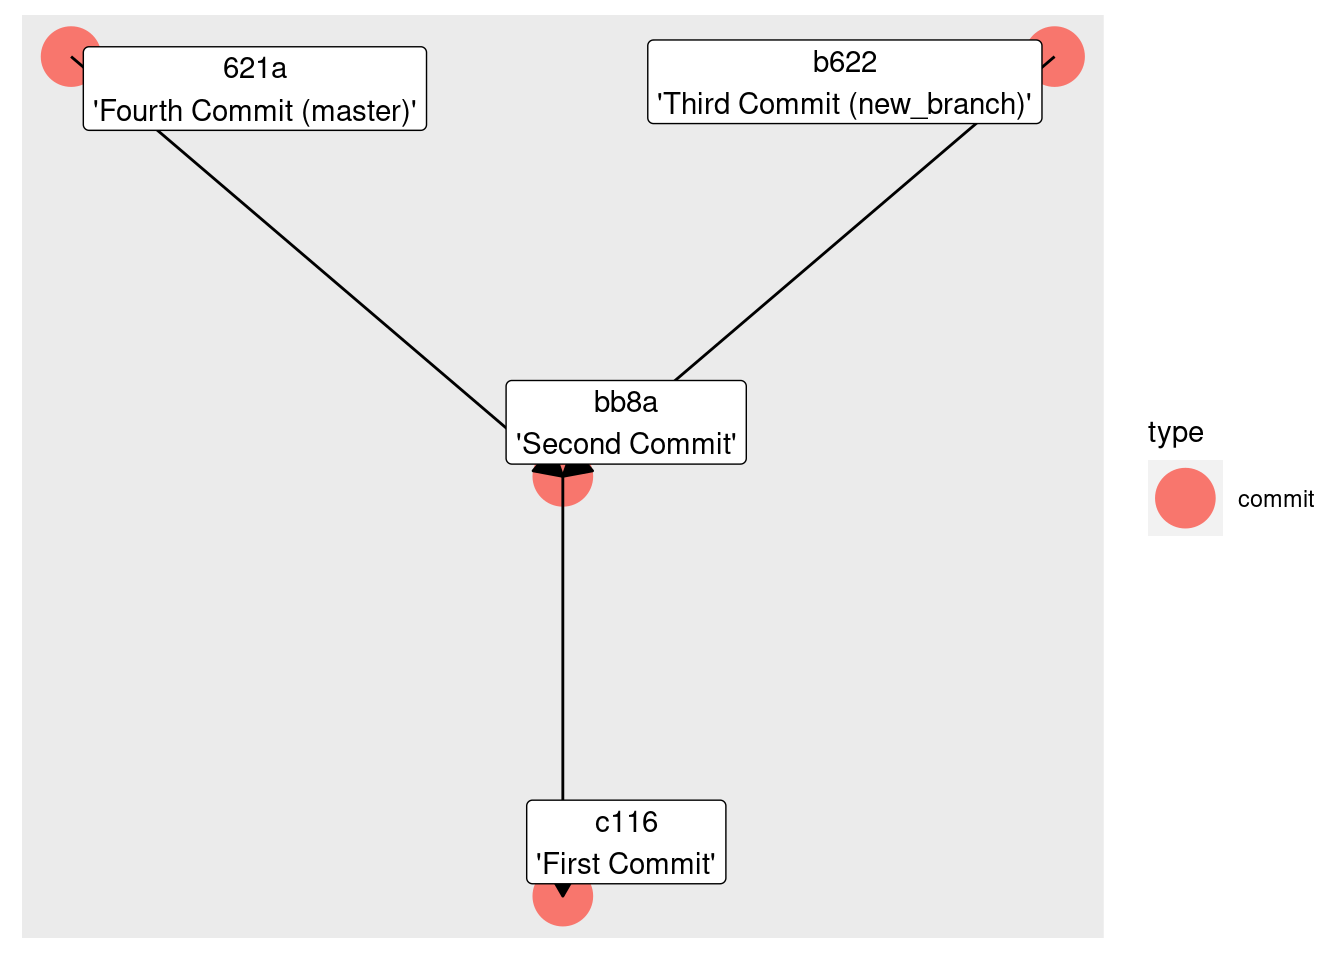 621a
'Fourth Commit (master)'
b622
'Third Commit (new_branch)'
bb8a
'Second Commit'
c116
'First Commit'
type
commit